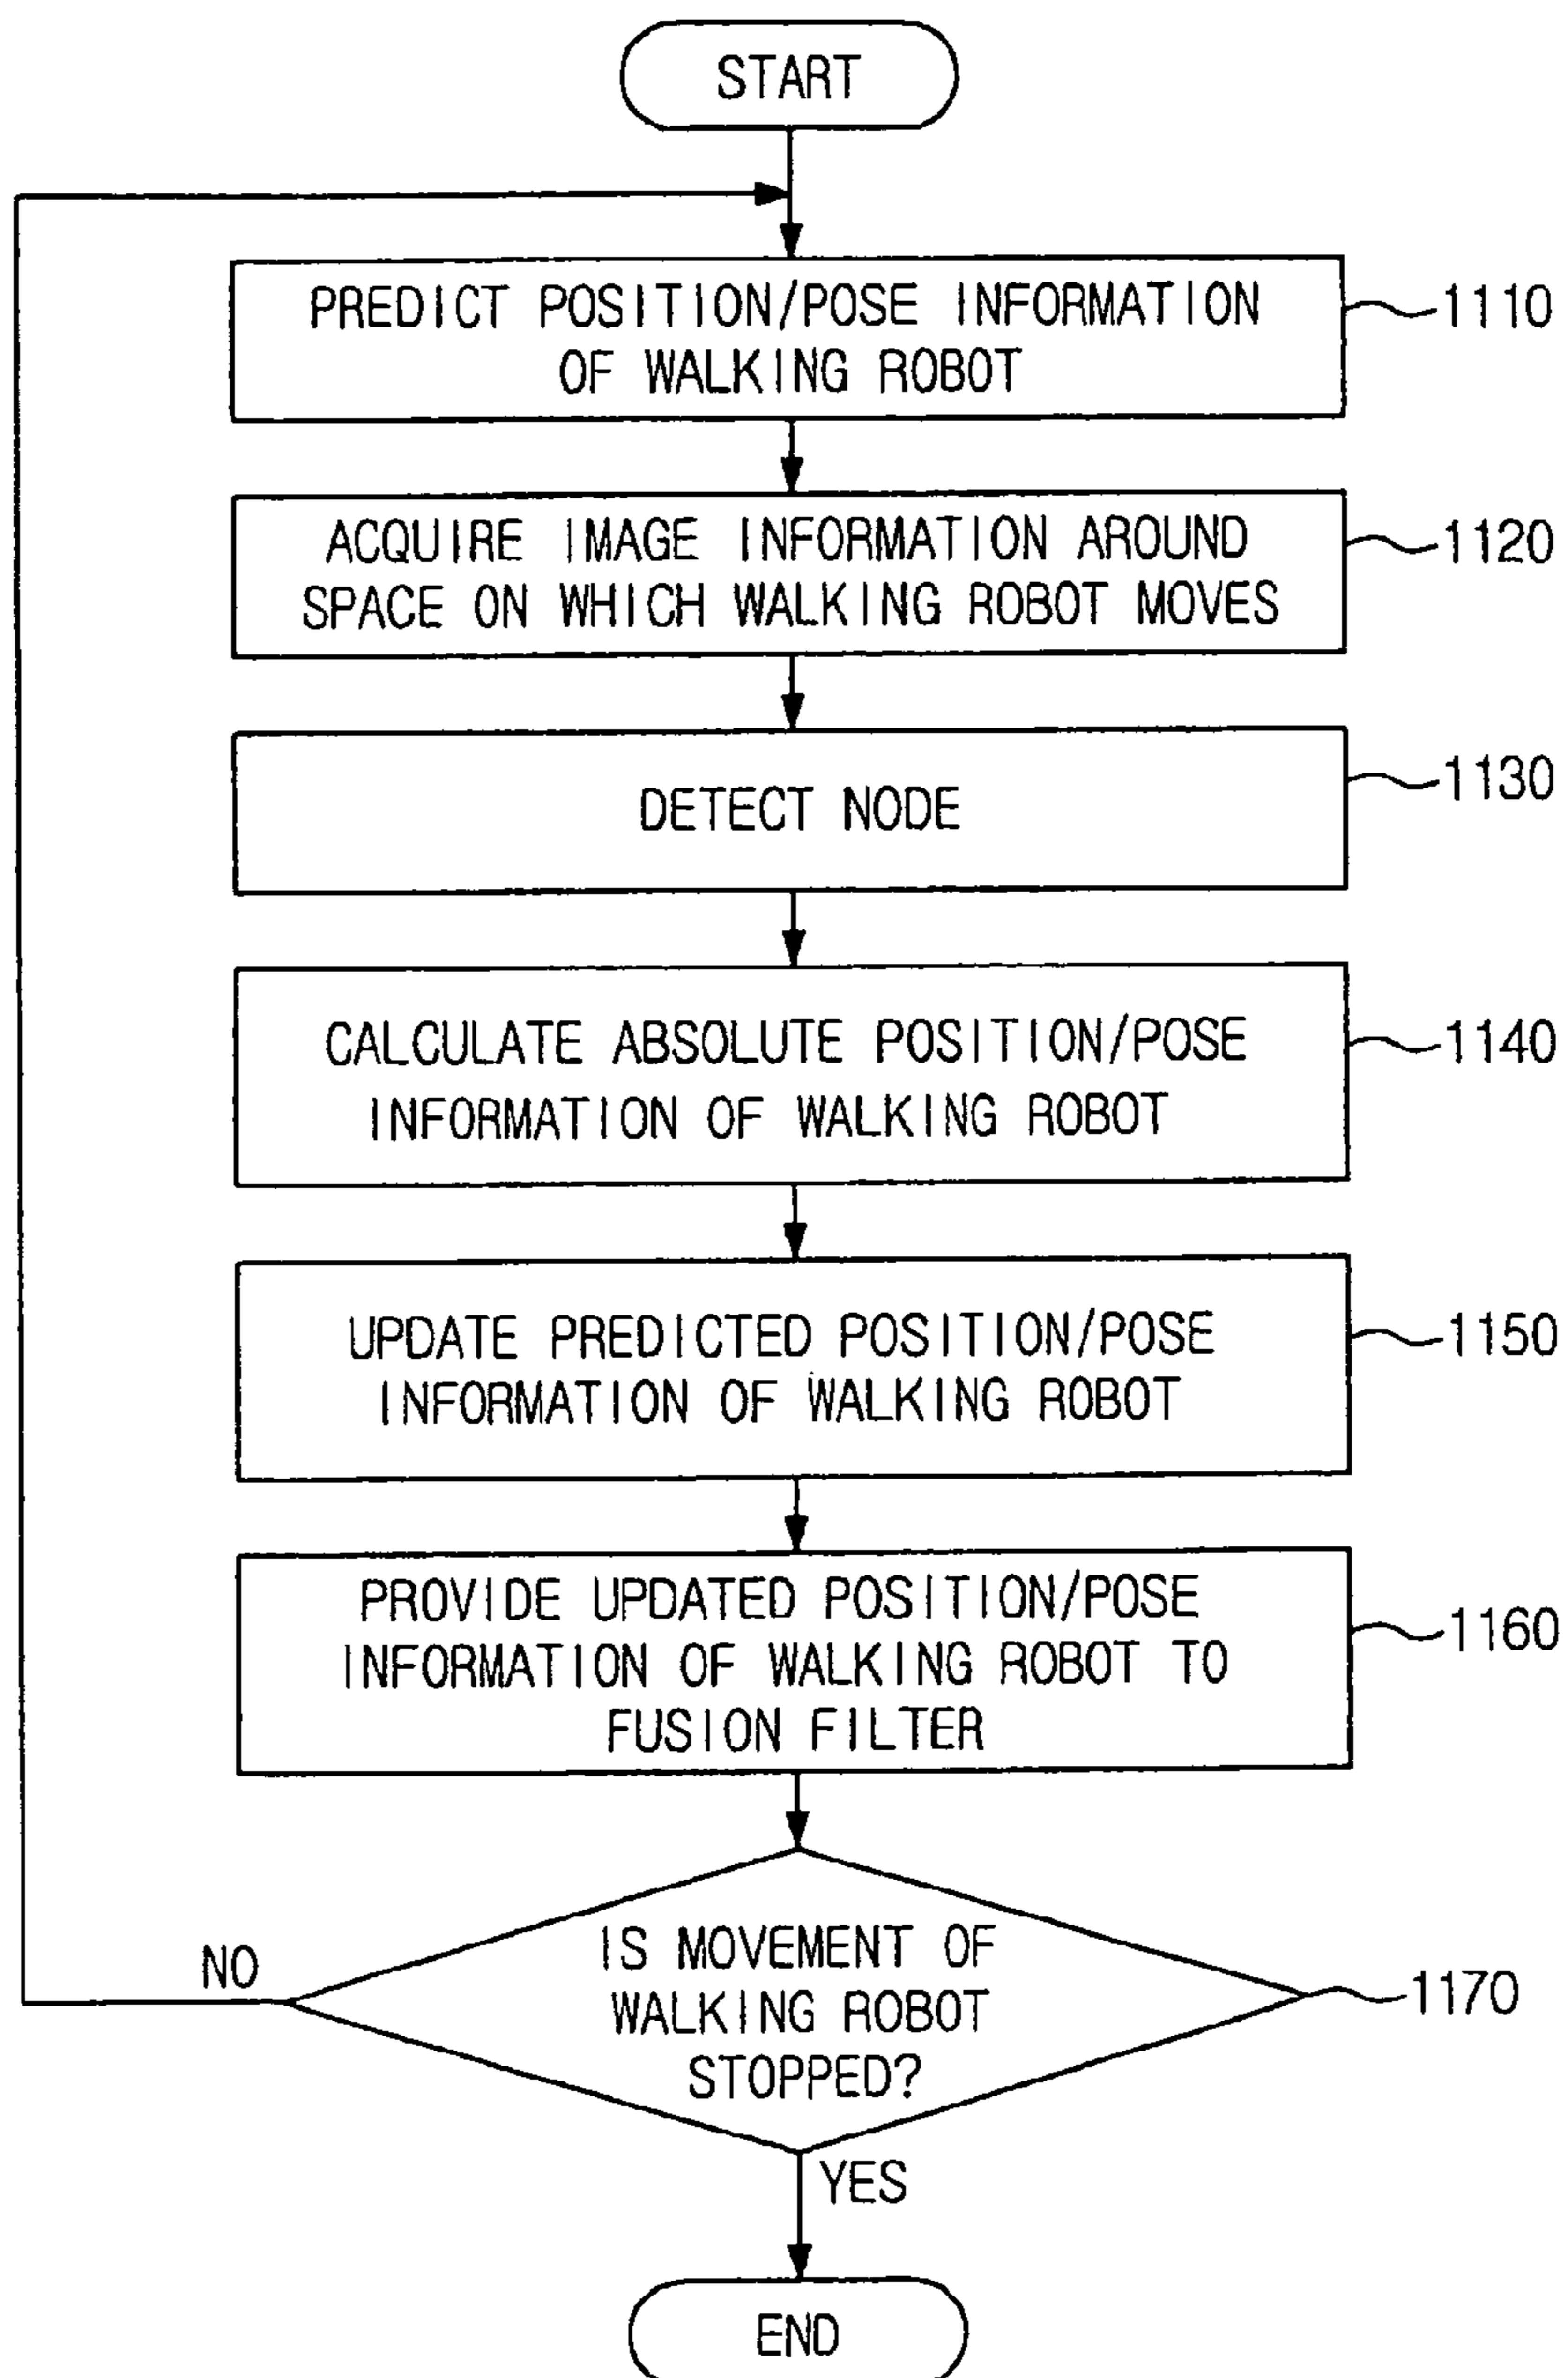 START
PREDICT POSITION/POSE INFORMATION
OF WALKING ROBOT
1110
ACQUIRE IMAGE INFORMATION AROUND
SPACE ON WHICH WALKING ROBOT MOVES
1120
DETECT NODE
1130
CALCULATE ABSOLUTE POSITION/POSE
INFORMATION OF WALKING ROBOT
1140
UPDATE PREDICTED POSITION/POSE
INFORMATION OF WALKING ROBOT
1150
PROVIDE UPDATED POSITION/POSE
INFORMATION OF WALKING ROBOT TO
FUSION FILTER
1160
IS MOVEMENT OF
WALKING ROBOT
STOPPED?
NO
1170
YES
END